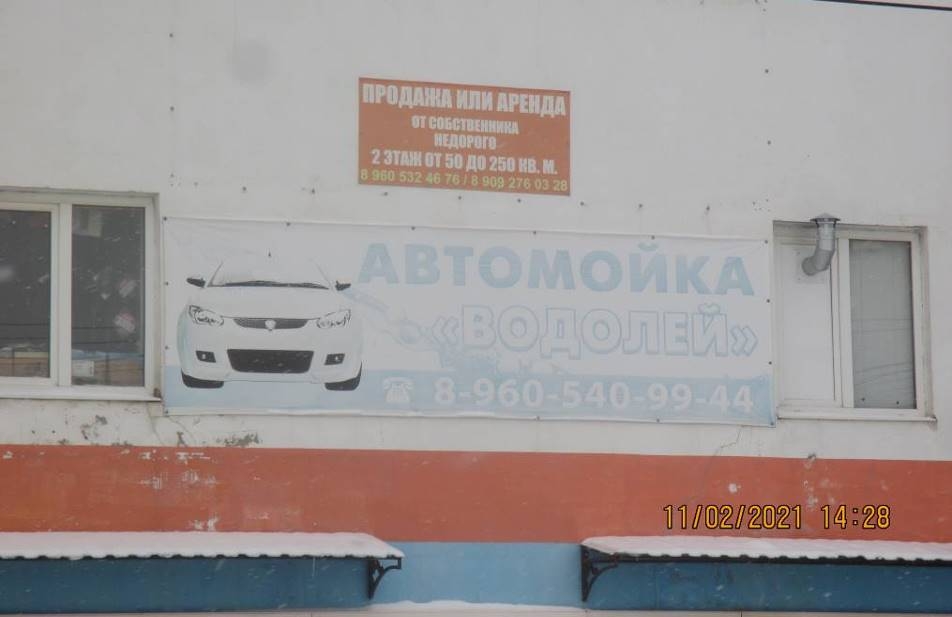 ПРОДАЖА ИЛИ АРЕНДА
ОТ СОБСТВЕННИКА
НЕДОРОГО
2 ЭТАЖ ОТ 50 ДО 250 КВ. М.
8 960 532 46 76 / 8 909 276 03 28
АВТОМОЙКА
«ВОДОЛЕЙ»
8-960-540-99-44
11/02/2021 14:28